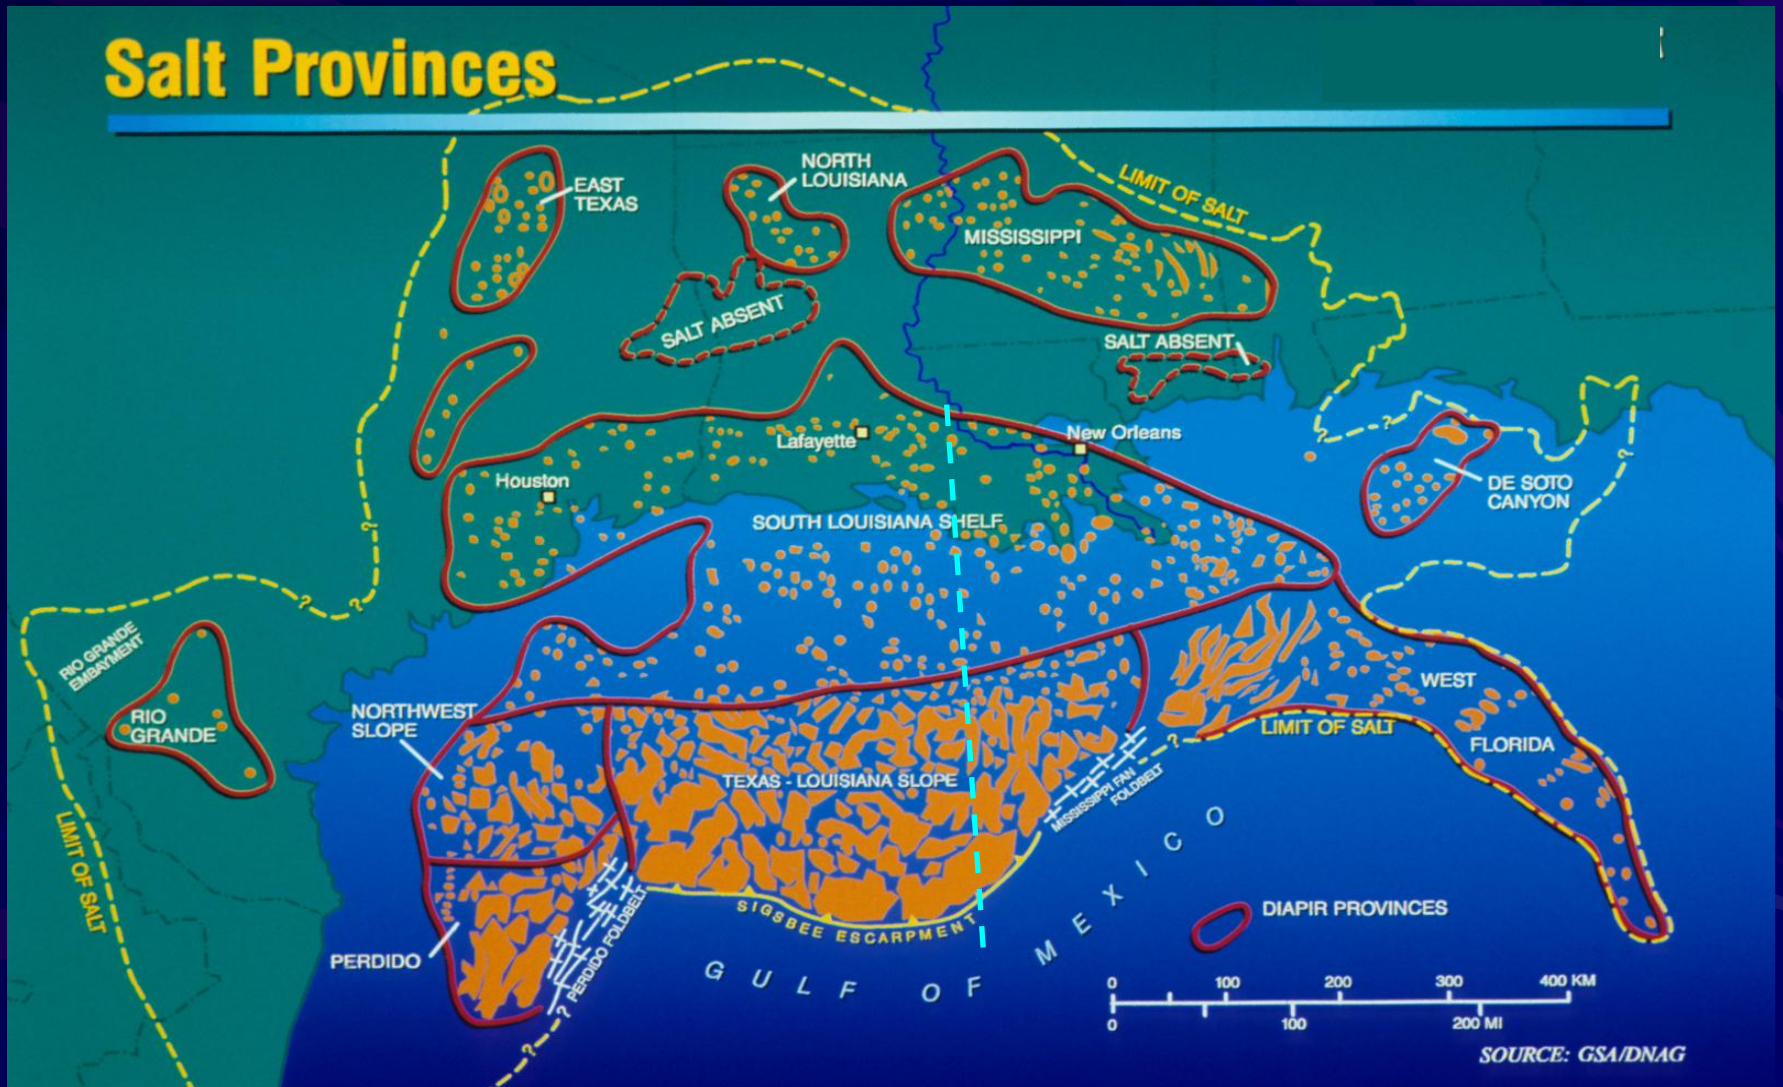 Salt Provinces
NORTH
LOUISIANA
EAST
TEXAS
LIMIT OF SALT
MISSISSIPPI
SALT ABSENT
SALT ABSENT
?
?
Lafayette
New Orleans
?
Houston
DE SOTO
CANYON
?
SOUTH LOUISIANA SHELF
?
?
RIO GRANDE
EMBAYMENT
RIO
GRANDE
NORTHWEST
SLOPE
WEST
FLORIDA
LIMIT OF SALT
?
TEXAS - LOUISIANA SLOPE
MISSISSIPPI FAN
FOLDBELT
LIMIT OF SALT
SIGSBEE ESCARPMENT
PERDIDO FOLDBELT
PERDIDO
?
?
GULF OF MEXICO
DIAPIR PROVINCES
0 100 200 300 400 KM
0 100 200 MI
SOURCE: GSA/DNAG